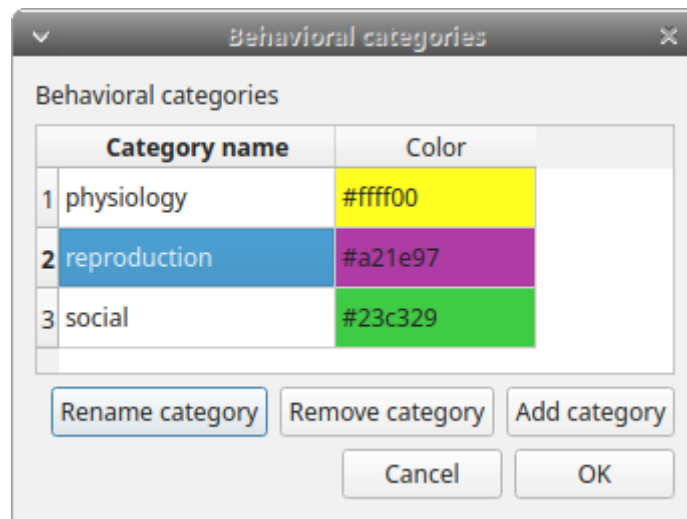 Behavioral categories
Behavioral categories
Category name Color
1 physiology #ffff00
2 reproduction #a21e97
3 social #23c329
Rename category Remove category Add category
Cancel OK